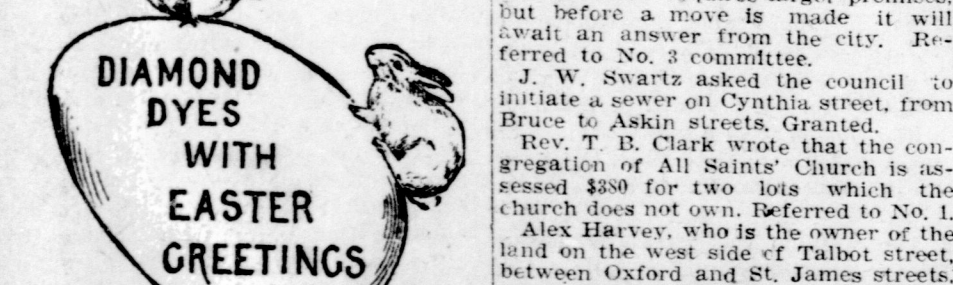 DIAMOND
DYES
WITH
EASTER
GREETINGS
but before a move is made it will
await an answer from the city. Re-
ferred to No. 3 committee.
J. W. Swartz asked the council to
initiate a sewer on Cynthia street, from
Bruce to Askin streets. Granted.
Rev. T. B. Clark wrote that the con-
gregation of All Saints' Church is as-
sessed $380 for two lots which the
church does not own. Referred to No. 1.
Alex Harvey, who is the owner of the
land on the west side of Talbot street,
between Oxford and St. James streets,